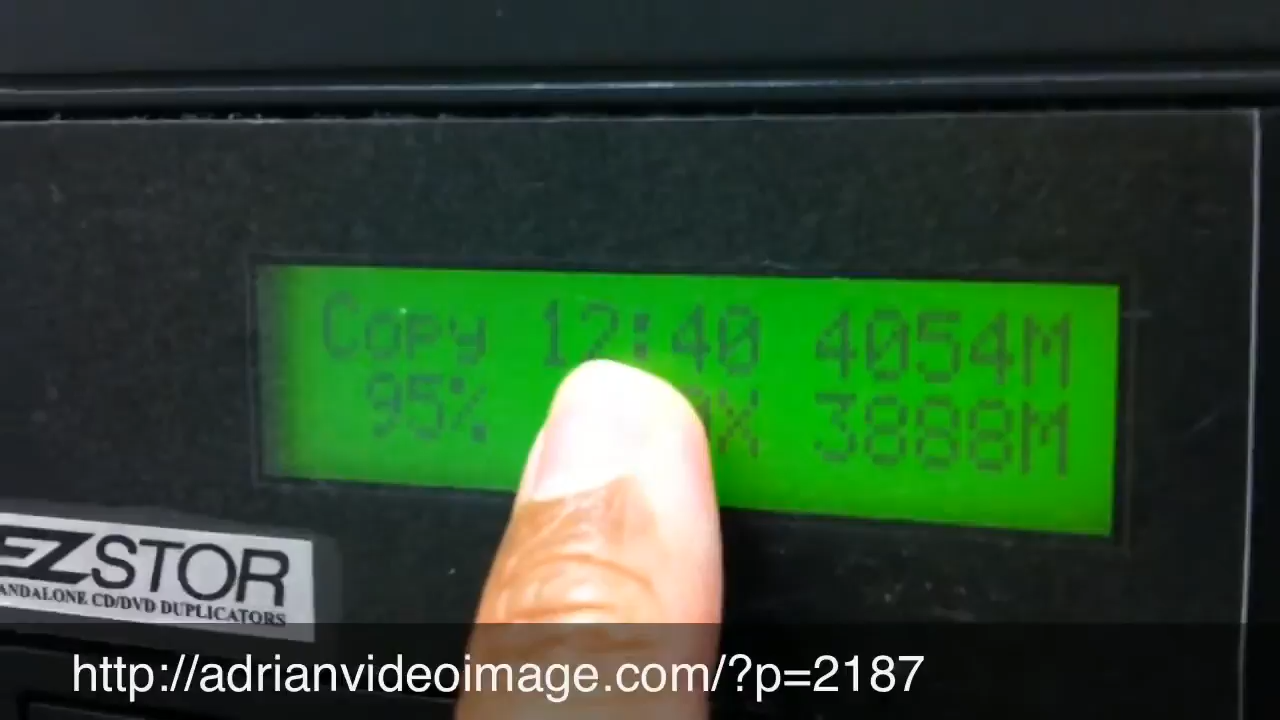 Copy 12:40 4054M
95% X 3888M
EZSTOR
STANDALONE CD/DVD DUPLICATORS
http://adrianvideoimage.com/?p=2187